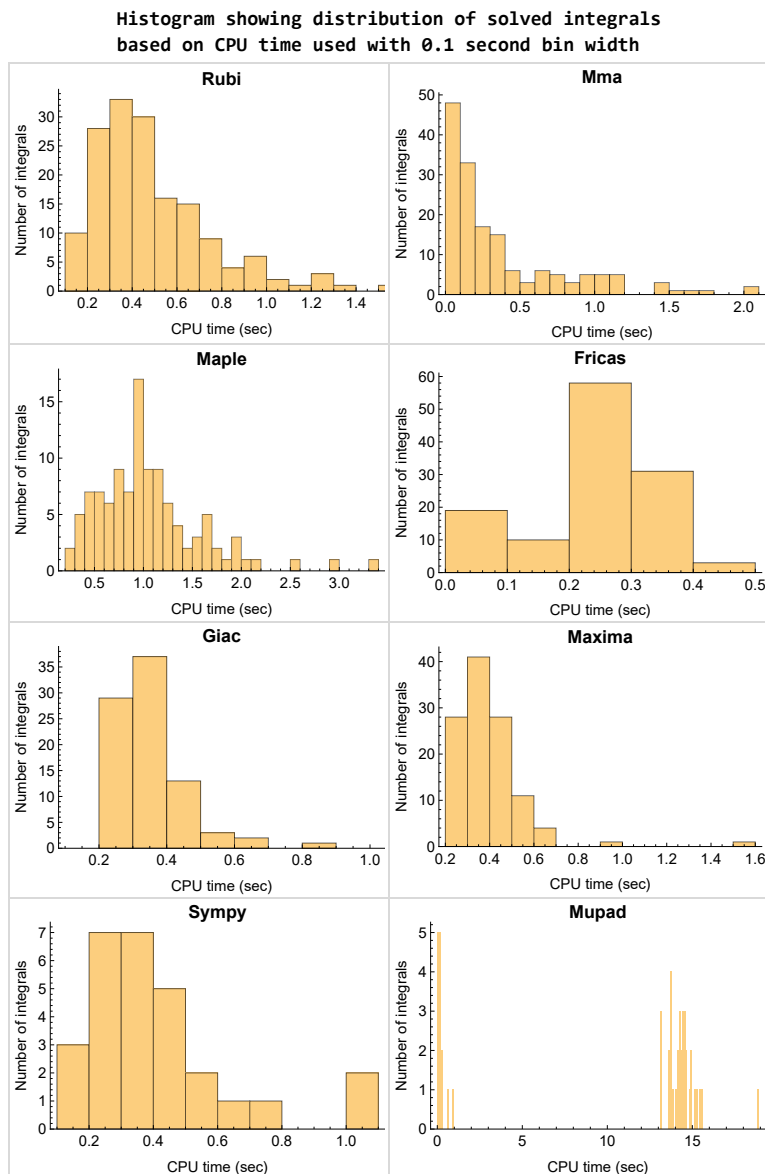 Histogram showing distribution of solved integrals
based on CPU time used with 0.1 second bin width
Rubi
Number of integrals
0 5 10 15 20 25 30
0.2 0.4 0.6 0.8 1.0 1.2 1.4
CPU time (sec)
Mma
Number of integrals
0 10 20 30 40 50
0.0 0.5 1.0 1.5 2.0
CPU time (sec)
Maple
Number of integrals
0 5 10 15
0.5 1.0 1.5 2.0 2.5 3.0
CPU time (sec)
Fricas
Number of integrals
0 10 20 30 40 50 60
0.0 0.1 0.2 0.3 0.4 0.5
CPU time (sec)
Giac
Number of integrals
0 5 10 15 20 25 30 35
0.2 0.4 0.6 0.8 1.0
CPU time (sec)
Maxima
Number of integrals
0 10 20 30 40
0.2 0.4 0.6 0.8 1.0 1.2 1.4 1.6
CPU time (sec)
Sympy
Number of integrals
0 1 2 3 4 5 6 7
0.2 0.4 0.6 0.8 1.0
CPU time (sec)
Mupad
Number of integrals
0 1 2 3 4 5
0 5 10 15
CPU time (sec)